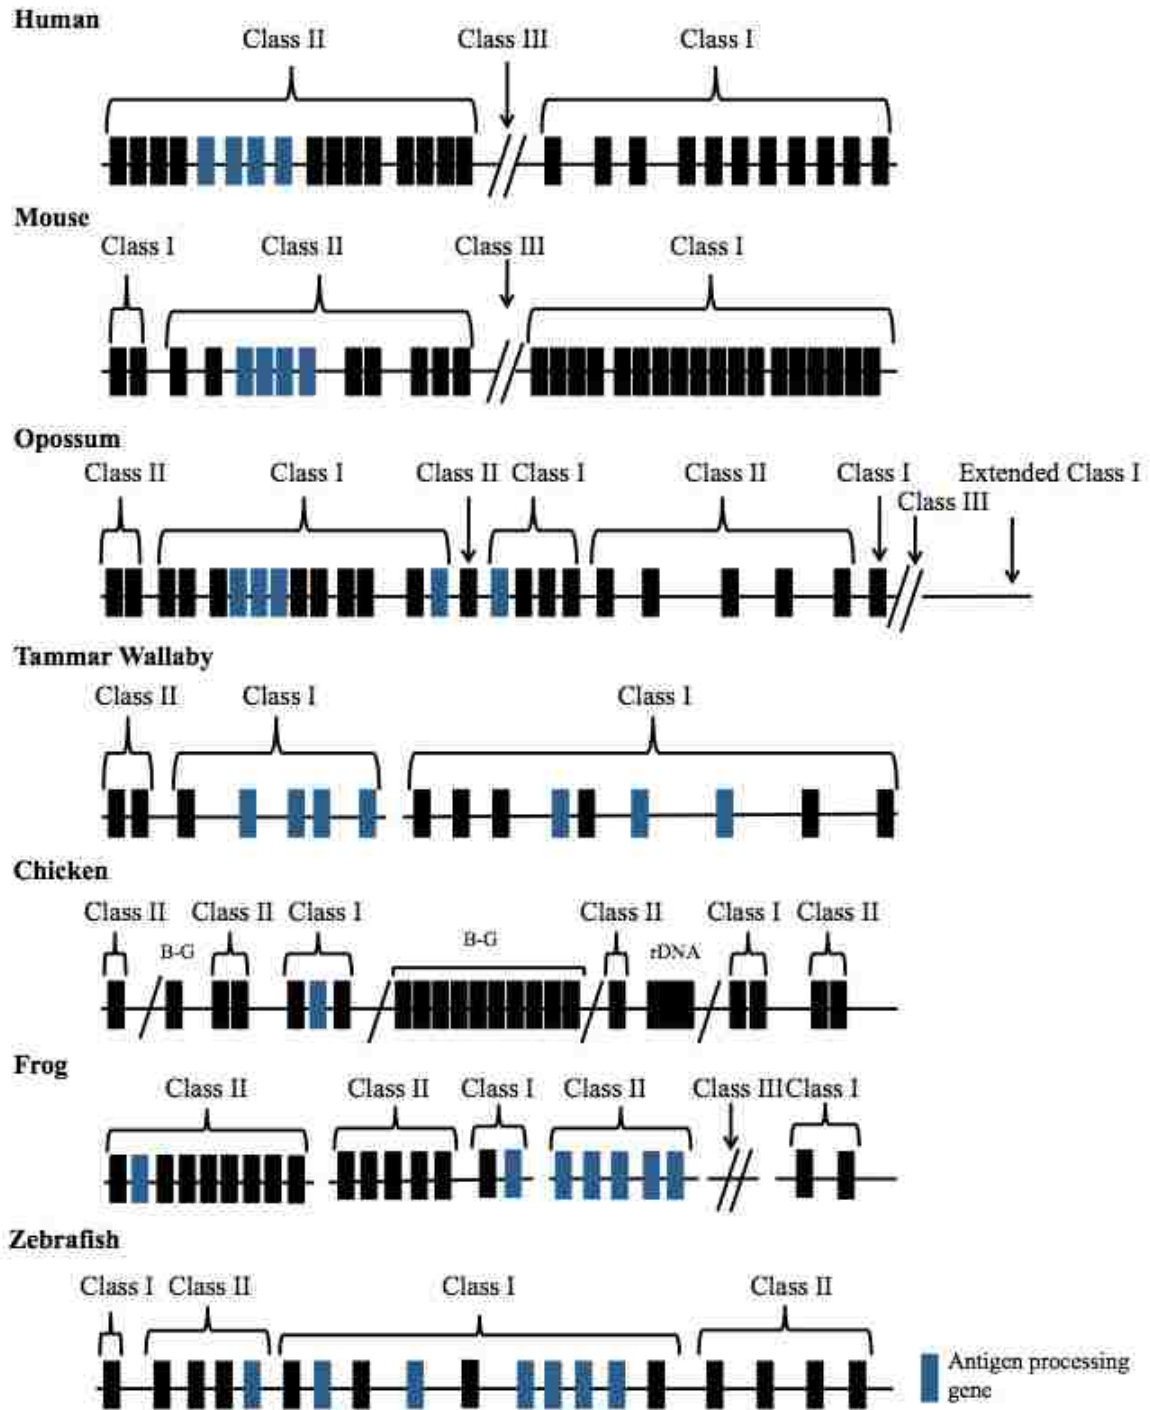 Human
Class II Class III Class I
Mouse
Class I Class II Class III Class I
Opossum
Class II Class I Class II Class I Class II Class I Extended Class I
Class III
Tammar Wallaby
Class II Class I Class I
Chicken
Class II Class II Class I Class II Class I Class II
B-G B-G rDNA
Frog
Class II Class II Class I Class II Class III Class I
Zebrafish
Class I Class II Class I Class II
Antigen processing
gene